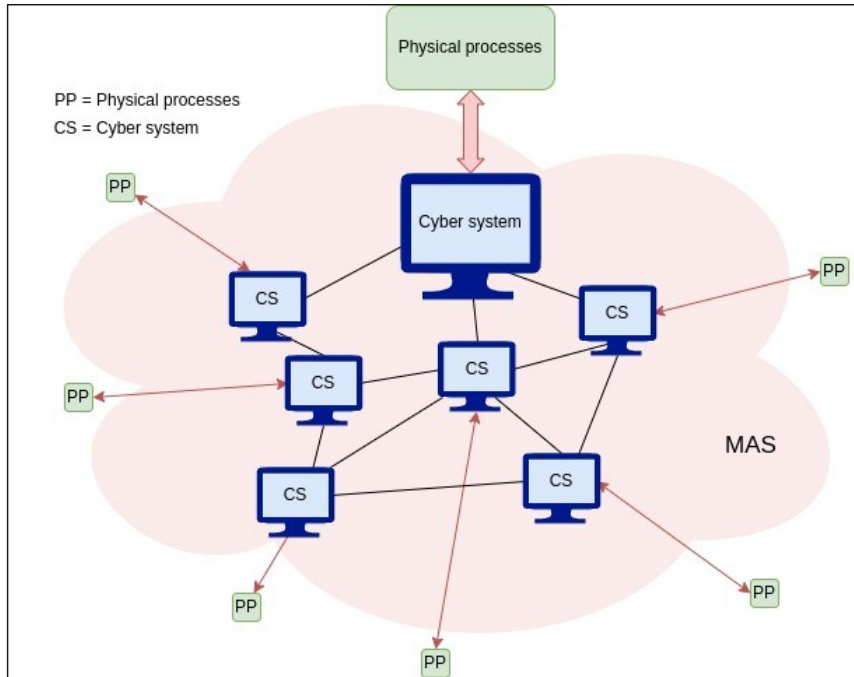 Physical processes
PP = Physical processes
CS = Cyber system
PP
Cyber system
PP
CS
CS
CS
CS
PP
MAS
CS
CS
PP
PP
PP